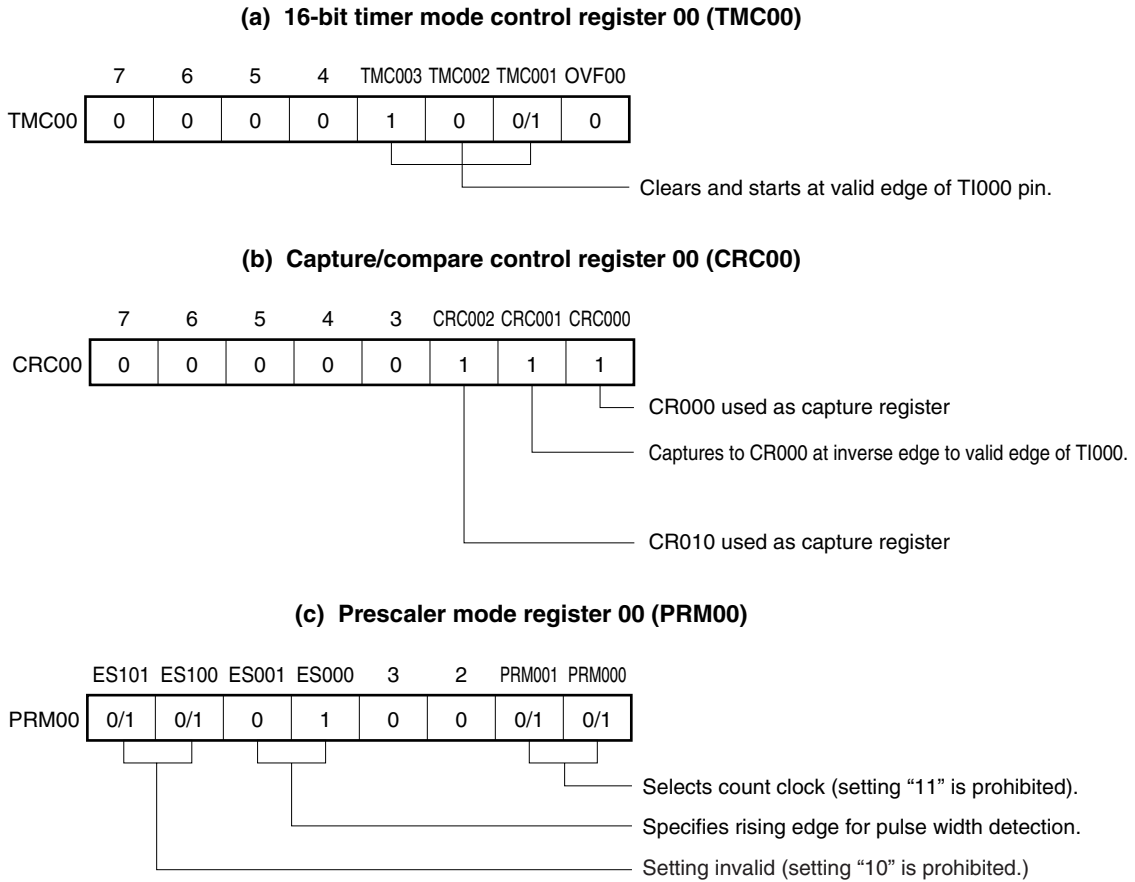 (a) 16-bit timer mode control register 00 (TMC00)
7 6 5 4 TMC003 TMC002 TMC001 OVF00
TMC00 0 0 0 0 1 0 0/1 0
Clears and starts at valid edge of TI000 pin.
(b) Capture/compare control register 00 (CRC00)
7 6 5 4 3 CRC002 CRC001 CRC000
CRC00 0 0 0 0 0 1 1 1
CR000 used as capture register
Captures to CR000 at inverse edge to valid edge of TI000.
CR010 used as capture register
(c) Prescaler mode register 00 (PRM00)
ES101 ES100 ES001 ES000 3 2 PRM001 PRM000
PRM00 0/1 0/1 0 1 0 0 0/1 0/1
Selects count clock (setting “11” is prohibited).
Specifies rising edge for pulse width detection.
Setting invalid (setting “10” is prohibited.)